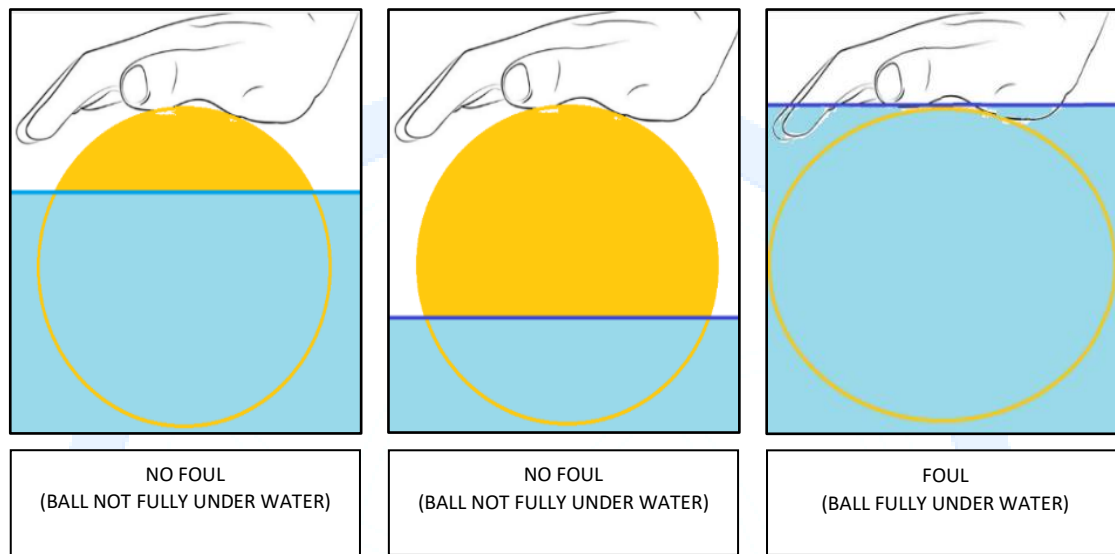 NO FOUL
(BALL NOT FULLY UNDER WATER)
NO FOUL
(BALL NOT FULLY UNDER WATER)
FOUL
(BALL FULLY UNDER WATER)